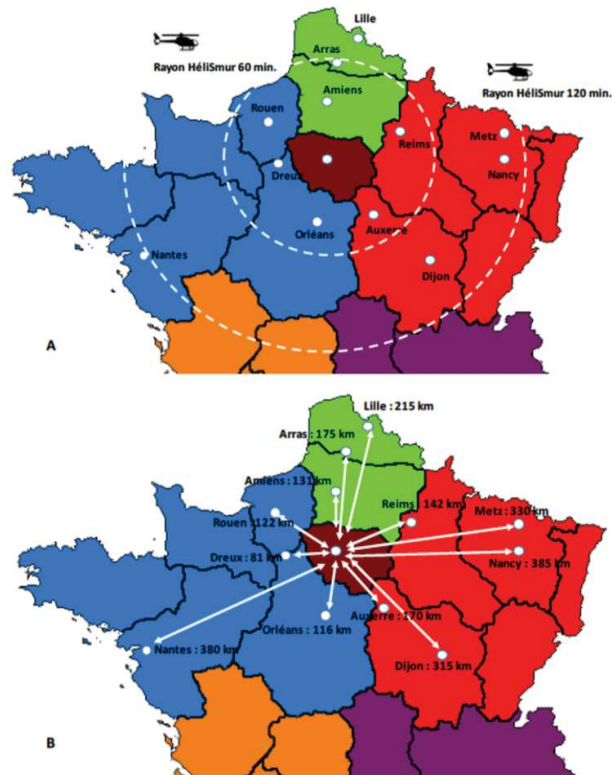 Lille
Arras
Rayon HéliSmur 60 min.
Rayon HéliSmur 120 min.
Amiens
Rouen
Reims
Metz
Dreux
Nancy
Orléans
Auxerre
Nantes
Dijon
A
Lille : 215 km
Arras : 175 km
Amiens : 131 km
Reims : 142 km
Metz : 330 km
Rouen : 122 km
Dreux : 81 km
Nancy : 385 km
Auxerre : 170 km
Orléans : 116 km
Nantes : 380 km
Dijon : 315 km
B